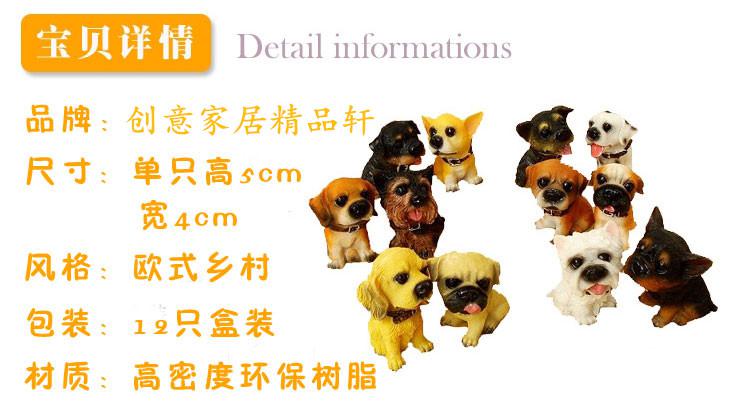 宝贝详情 Detail informations
品牌：创意家居精品轩
尺寸：单只高5cm
宽4cm
风格：欧式乡村
包装：12只盒装
材质：高密度环保树脂